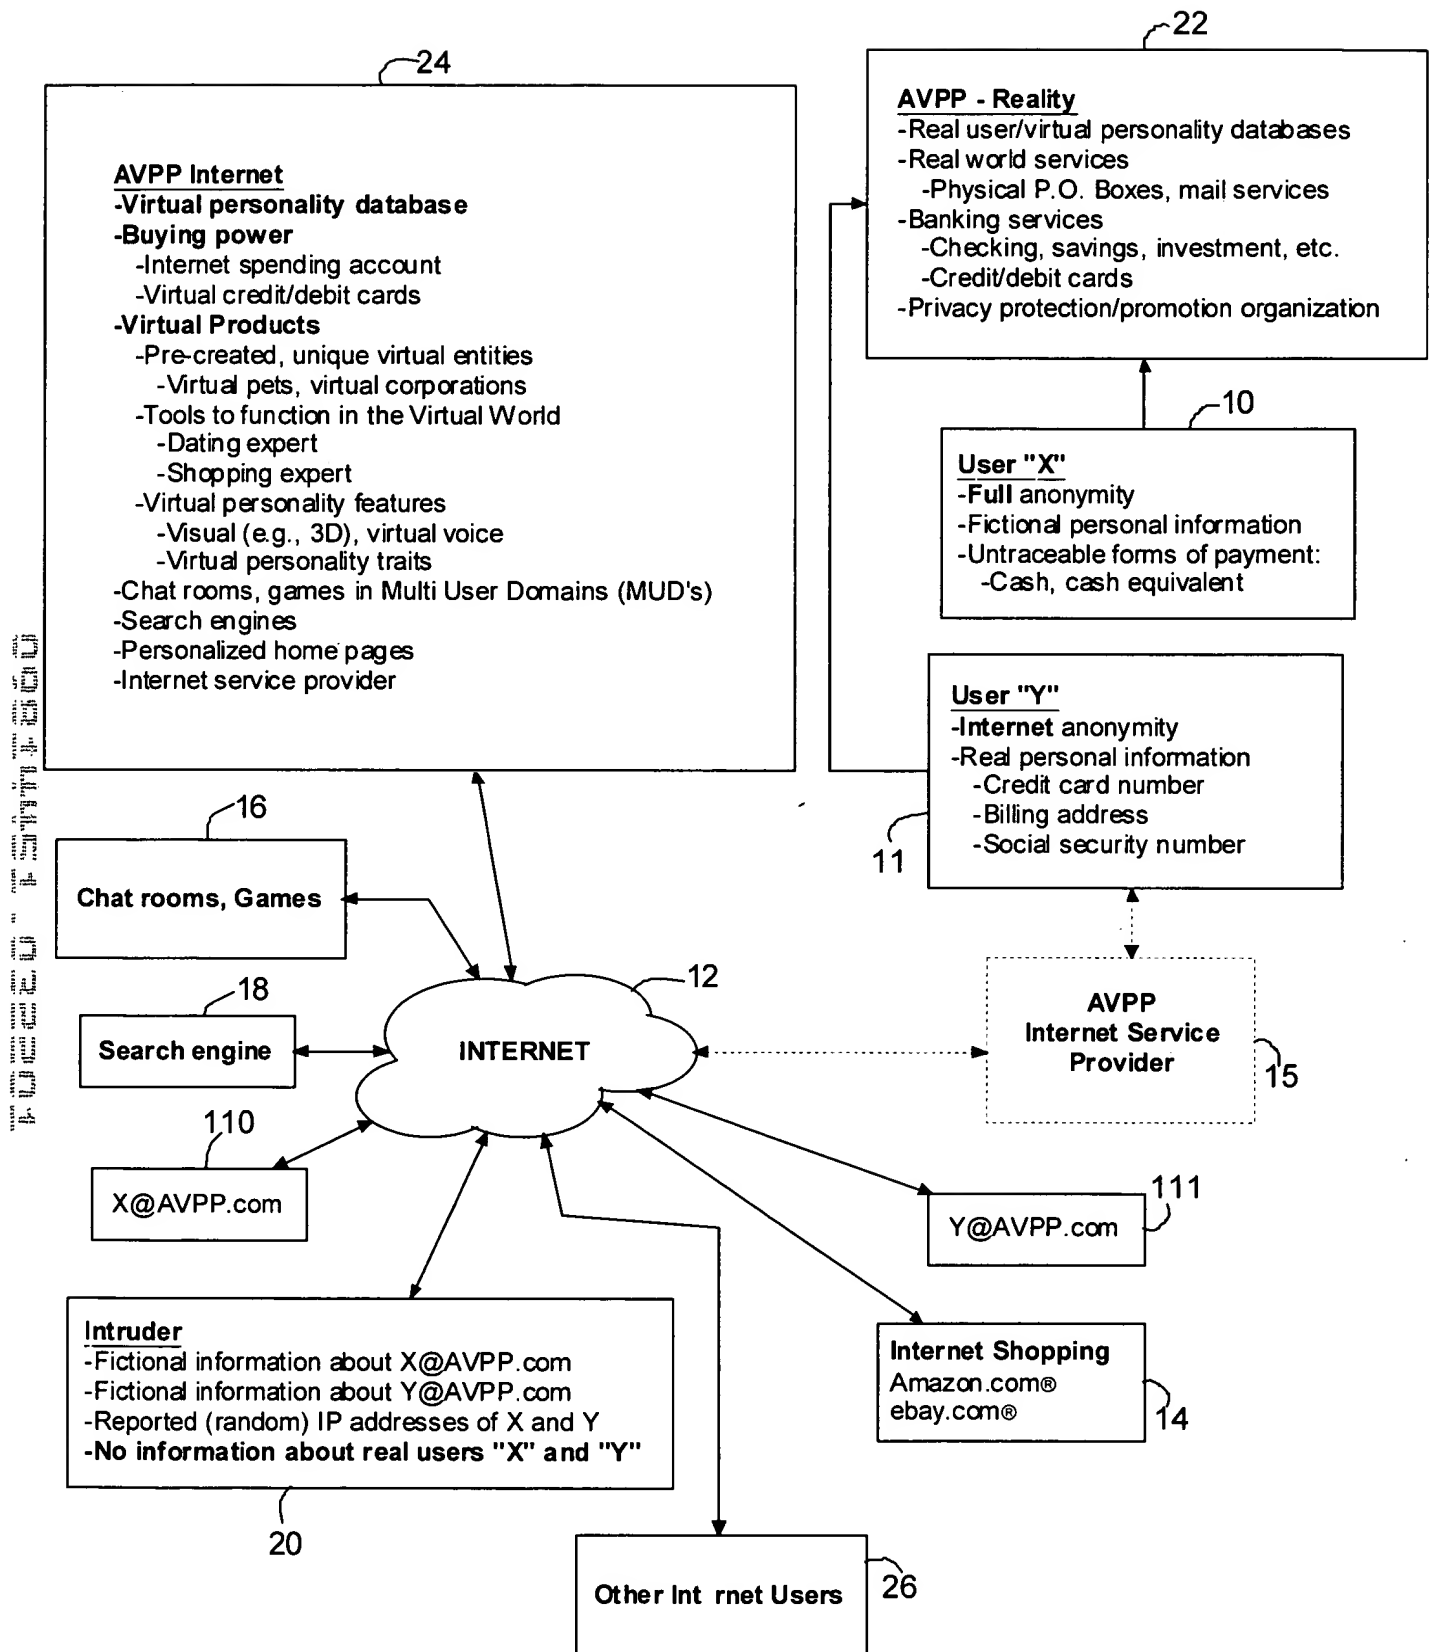 24
22
AVPP Internet
-Virtual personality database
-Buying power
-Internet spending account
-Virtual credit/debit cards
-Virtual Products
-Pre-created, unique virtual entities
-Virtual pets, virtual corporations
-Tools to function in the Virtual World
-Dating expert
-Shopping expert
-Virtual personality features
-Visual (e.g., 3D), virtual voice
-Virtual personality traits
-Chat rooms, games in Multi User Domains (MUD's)
-Search engines
-Personalized home pages
-Internet service provider
AVPP - Reality
-Real user/virtual personality databases
-Real world services
-Physical P.O. Boxes, mail services
-Banking services
-Checking, savings, investment, etc.
-Credit/debit cards
-Privacy protection/promotion organization
10
User "X"
-Full anonymity
-Fictional personal information
-Untraceable forms of payment:
-Cash, cash equivalent
User "Y"
-Internet anonymity
-Real personal information
-Credit card number
-Billing address
-Social security number
11
16
Chat rooms, Games
18
Search engine
12
INTERNET
AVPP
Internet Service
Provider
15
110
X@AVPP.com
111
Y@AVPP.com
Intruder
-Fictional information about X@AVPP.com
-Fictional information about Y@AVPP.com
-Reported (random) IP addresses of X and Y
-No information about real users "X" and "Y"
20
Internet Shopping
Amazon.com®
ebay.com®
14
Other Int rnet Users
26